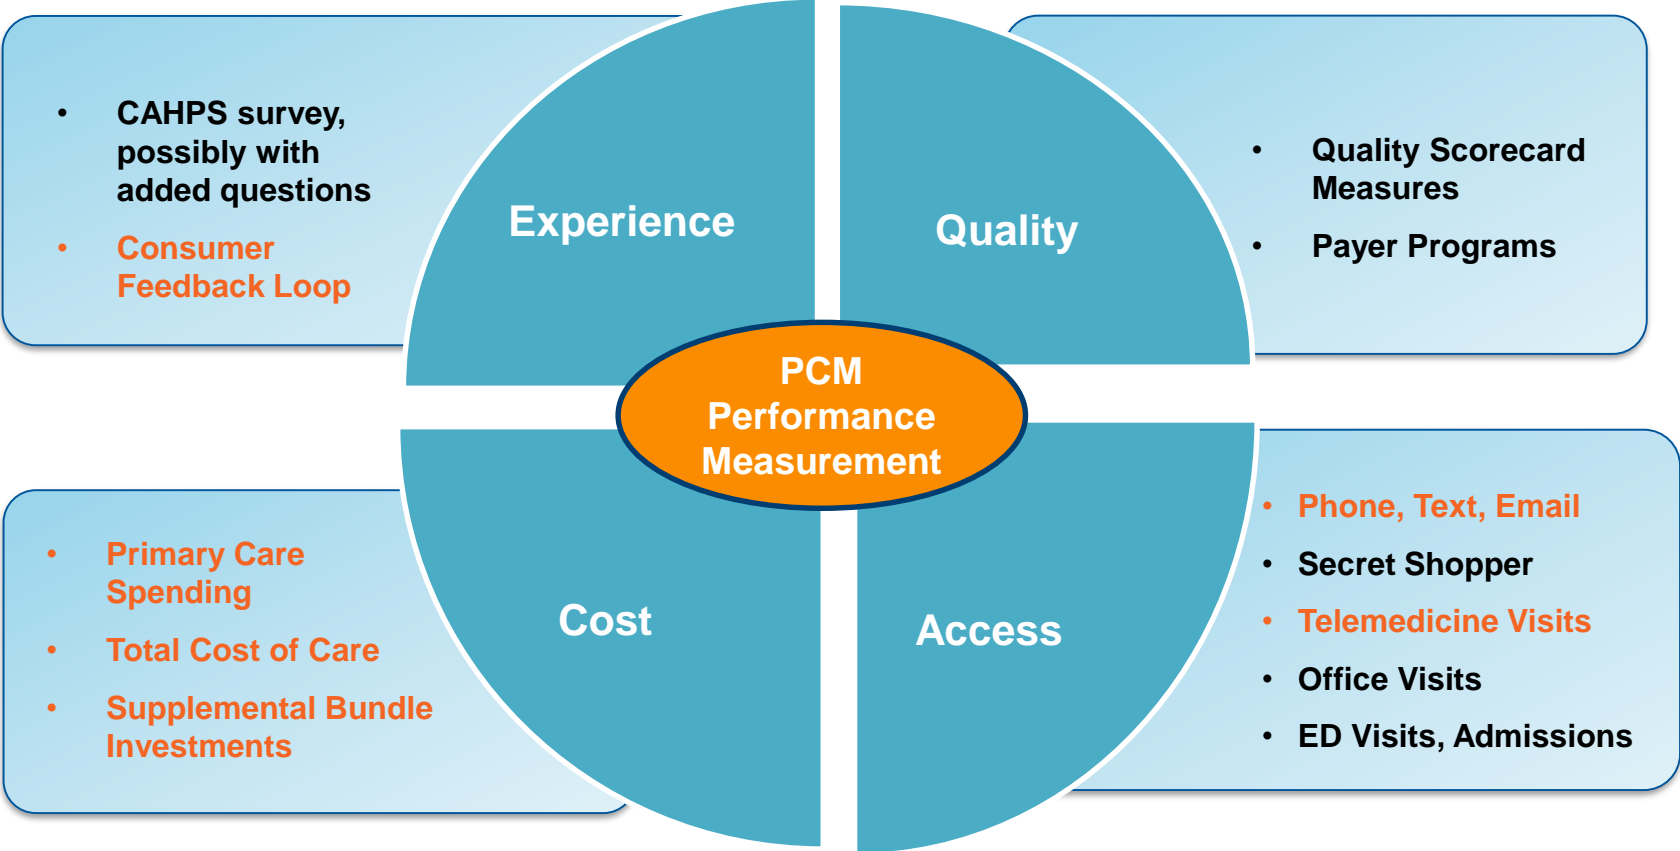 • CAHPS survey,
possibly with
added questions
• Consumer
Feedback Loop
Experience
Quality
• Quality Scorecard
Measures
• Payer Programs
PCM
Performance
Measurement
• Primary Care
Spending
• Total Cost of Care
• Supplemental Bundle
Investments
Cost
Access
• Phone, Text, Email
• Secret Shopper
• Telemedicine Visits
• Office Visits
• ED Visits, Admissions